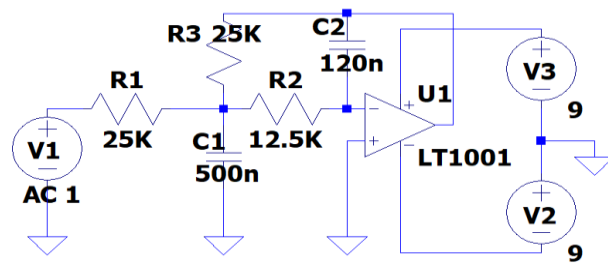 R3 25K
C2
120n
V3
9
R1
25K
R2
12.5K
U1
LT1001
V1
AC 1
C1
500n
V2
9